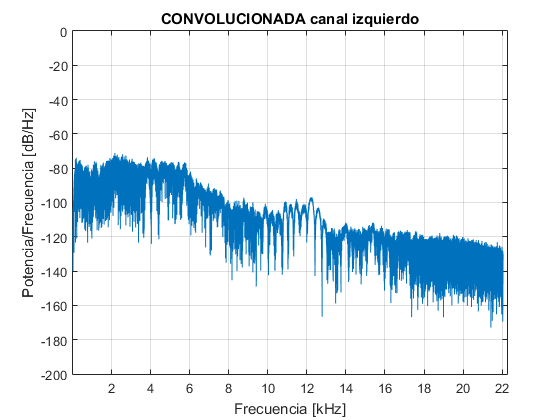 CONVOLUCIONADA canal izquierdo
Potencia/Frecuencia [dB/Hz]
0
-20
-40
-60
-80
-100
-120
-140
-160
-180
-200
2 4 6 8 10 12 14 16 18 20 22
Frecuencia [kHz]